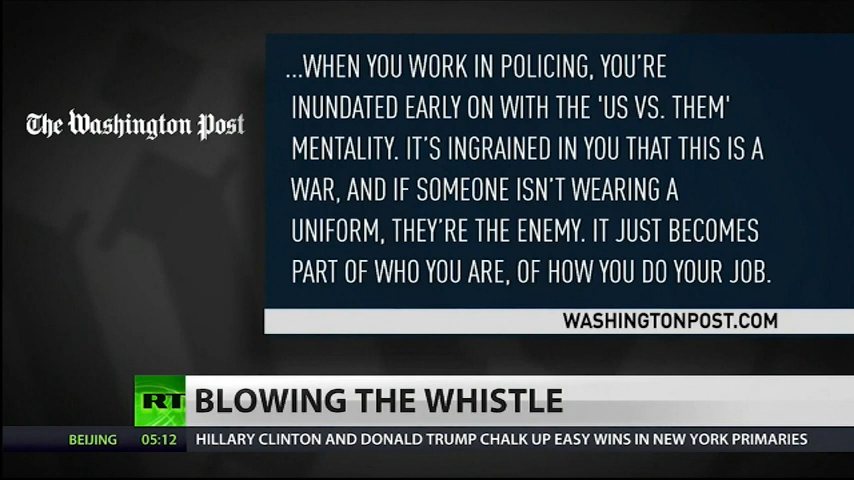 The Washington Post
...WHEN YOU WORK IN POLICING, YOU'RE
INUNDATED EARLY ON WITH THE 'US VS. THEM'
MENTALITY. IT'S INGRAINED IN YOU THAT THIS IS A
WAR, AND IF SOMEONE ISN'T WEARING A
UNIFORM, THEY'RE THE ENEMY. IT JUST BECOMES
PART OF WHO YOU ARE, OF HOW YOU DO YOUR JOB.
WASHINGTONPOST.COM
RT BLOWING THE WHISTLE
BEIJING 05:12 HILLARY CLINTON AND DONALD TRUMP CHALK UP EASY WINS IN NEW YORK PRIMARIES